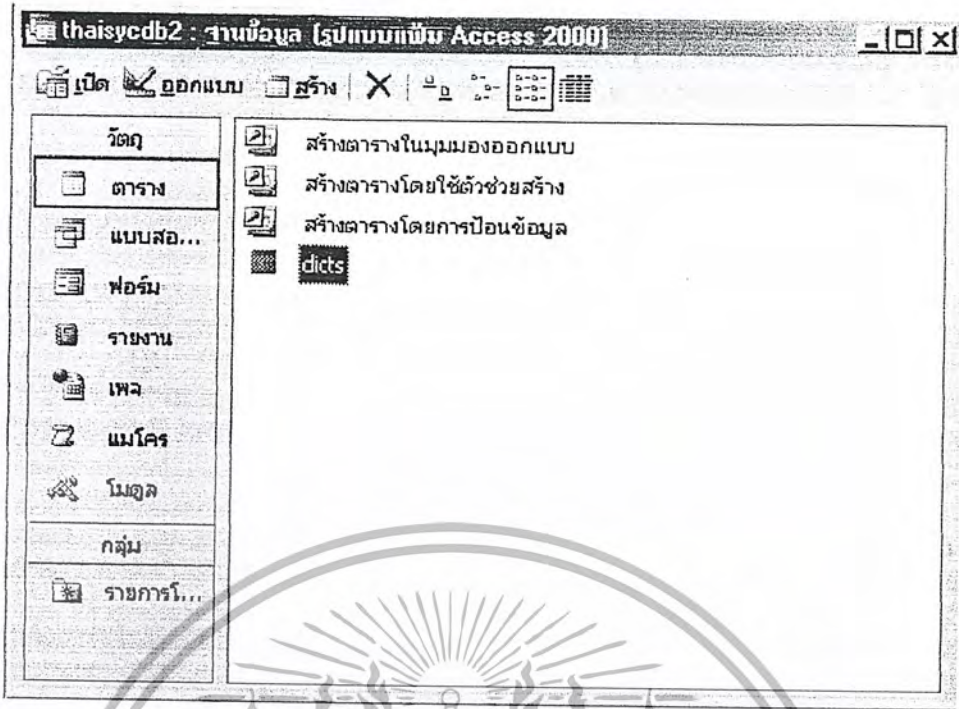 thaisycdb2 : ฐานข้อมูล (รูปแบบแฟ้ม Access 2000)
เปิด ออกแบบ สร้าง
วัตถุ
ตาราง
แบบสอ...
ฟอร์ม
รายงาน
เพจ
แมโคร
โมดูล
กลุ่ม
รายการโ...
สร้างตารางในมุมมองออกแบบ
สร้างตารางโดยใช้ตัวช่วยสร้าง
สร้างตารางโดยการป้อนข้อมูล
dicts